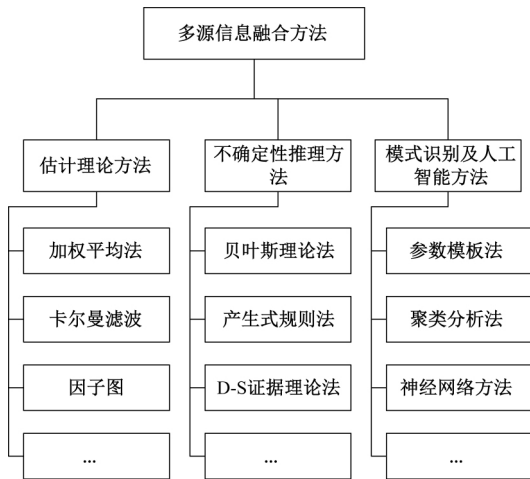 多源信息融合方法
估计理论方法
加权平均法
卡尔曼滤波
因子图
...
不确定性推理方
法
贝叶斯理论法
产生式规则法
D-S证据理论法
...
模式识别及人工
智能方法
参数模板法
聚类分析法
神经网络方法
...